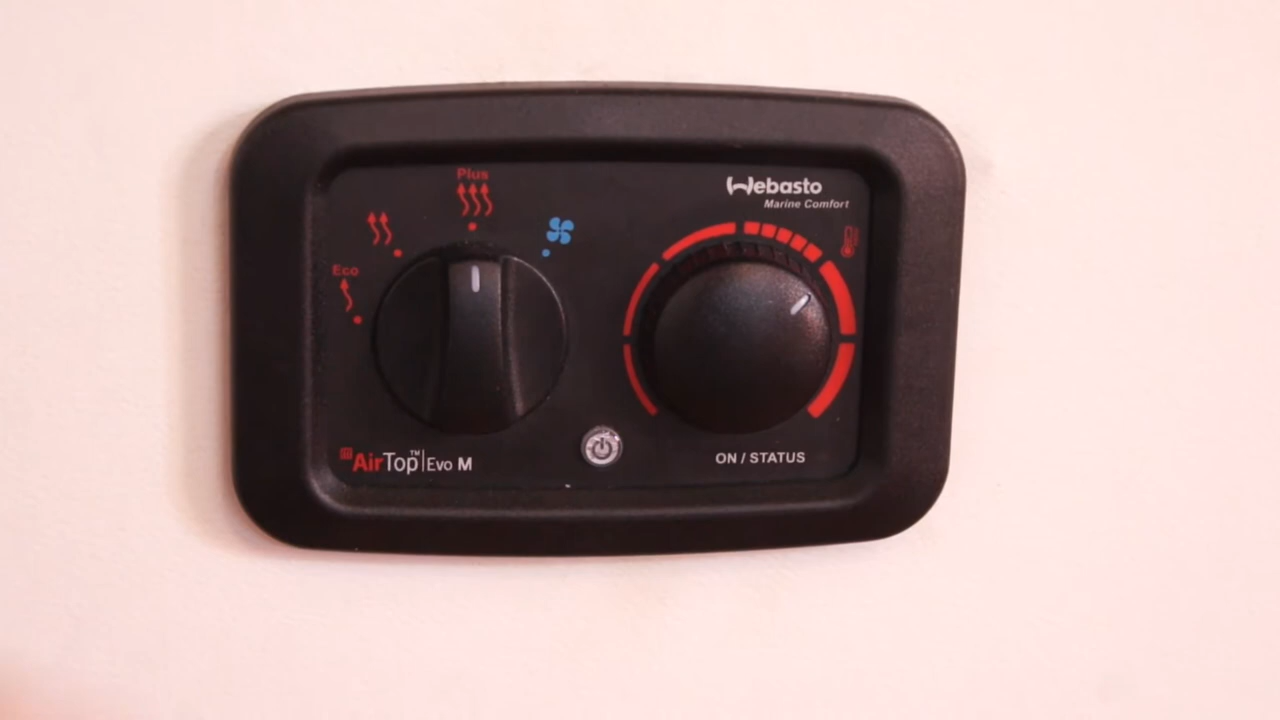 Plus
Webasto
Marine Comfort
Eco
AirTop™ Evo M
ON / STATUS